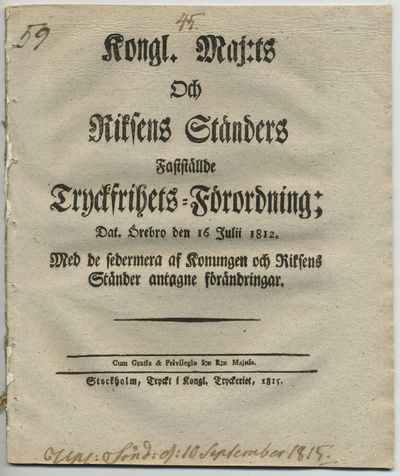 59
45
Kongl. Maj:ts
Och
Riksens Ständers
Fastställde
Tryckfrihets-Förordning;
Dat. Örebro den 16 Julii 1812.
Med de sedermera af Konungen och Riksens
Ständer antagne förändringar.
Cum Gratia & Privilegio S:æ R:æ Maj:tis.
Stockholm, Tryckt i Kongl. Tryckeriet, 1815.
d: 10 September 1815.